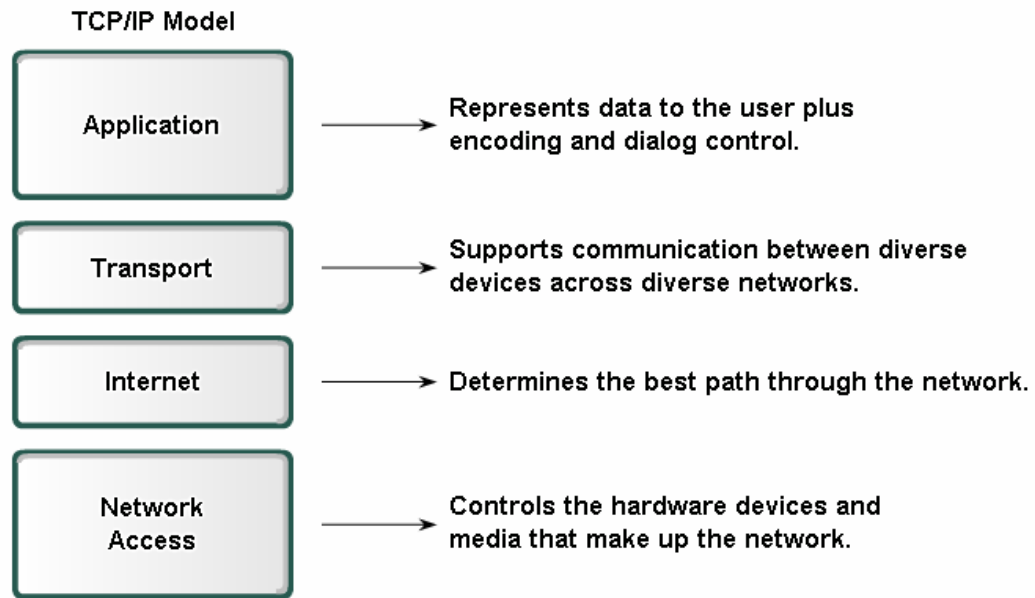 TCP/IP Model
Application
Represents data to the user plus
encoding and dialog control.
Transport
Supports communication between diverse
devices across diverse networks.
Internet
Determines the best path through the network.
Network
Access
Controls the hardware devices and
media that make up the network.